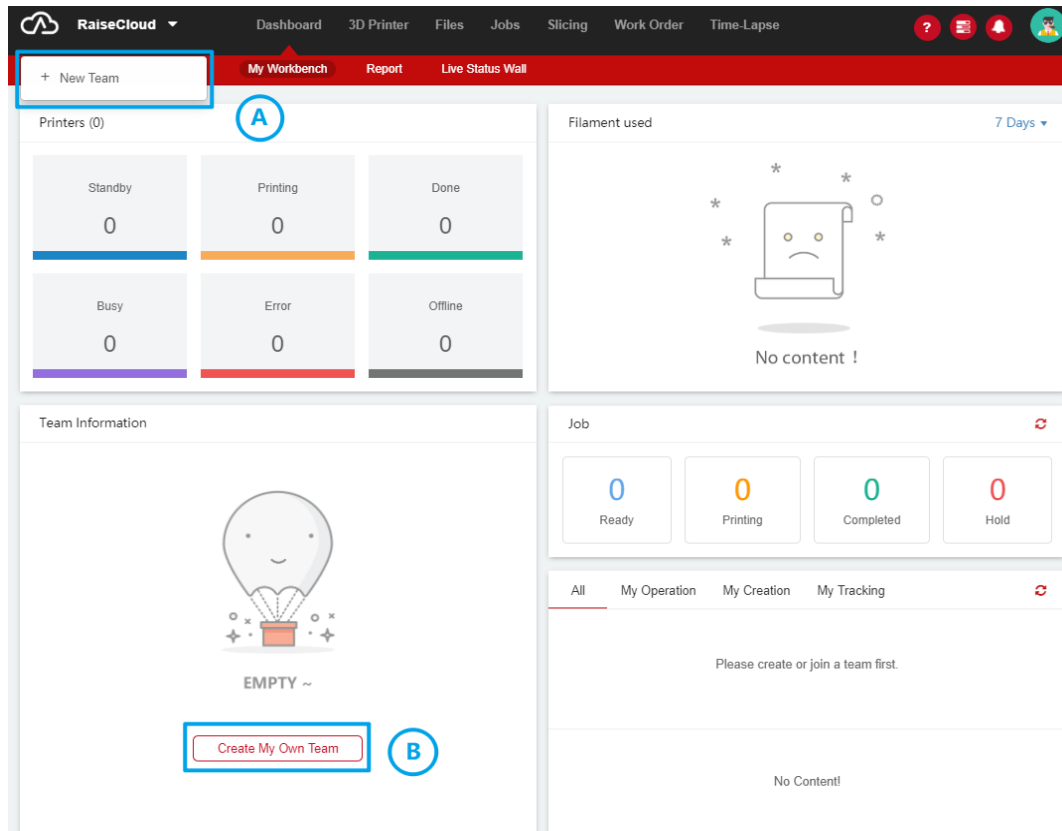 RaiseCloud Dashboard 3D Printer Files Jobs Slicing Work Order Time-Lapse ?
+ New Team My Workbench Report Live Status Wall
A
Printers (0)
Standby Printing Done
0 0 0
Busy Error Offline
0 0 0
Filament used 7 Days
No content !
Team Information
EMPTY ~
Create My Own Team B
Job
0 0 0 0
Ready Printing Completed Hold
All My Operation My Creation My Tracking
Please create or join a team first.
No Content!